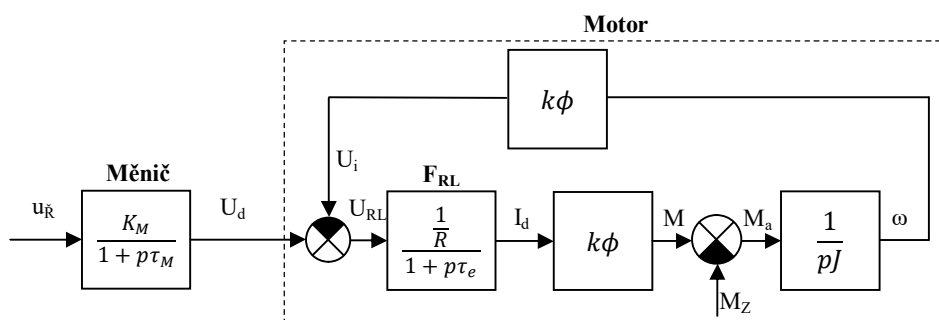 Motor
kϕ
U_i
Měnič
F_RL
u_Ř
K_M
1 + pτ_M
U_d
U_RL
1
R
1 + pτ_e
I_d
kϕ
M
M_a
1
pJ
ω
M_Z